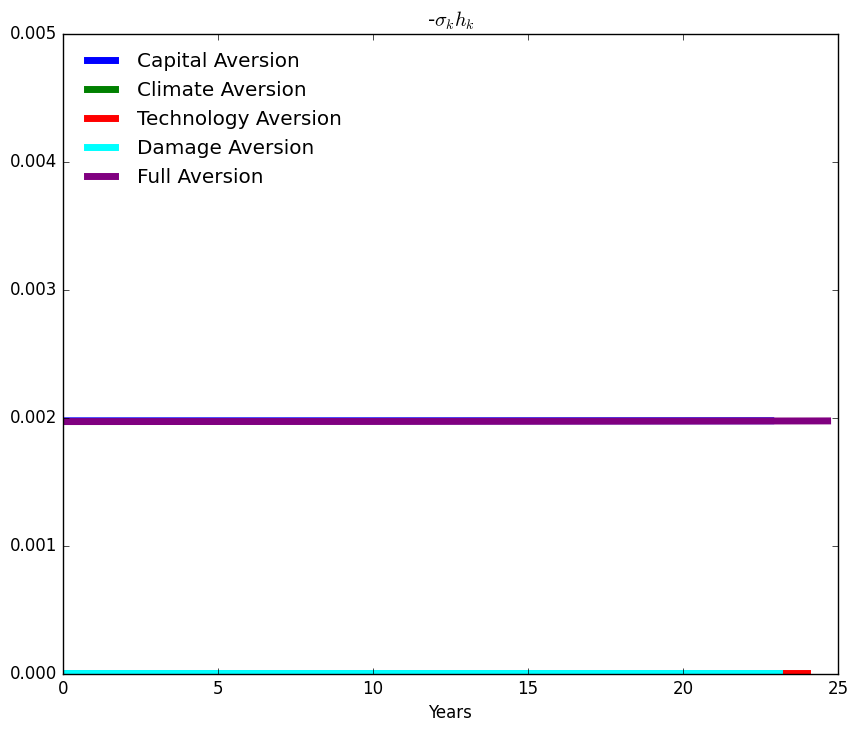 -σₖhₖ
0.005
Capital Aversion
Climate Aversion
Technology Aversion
Damage Aversion
Full Aversion
0.004
0.003
0.002
0.001
0.000
0 5 10 15 20 25
Years